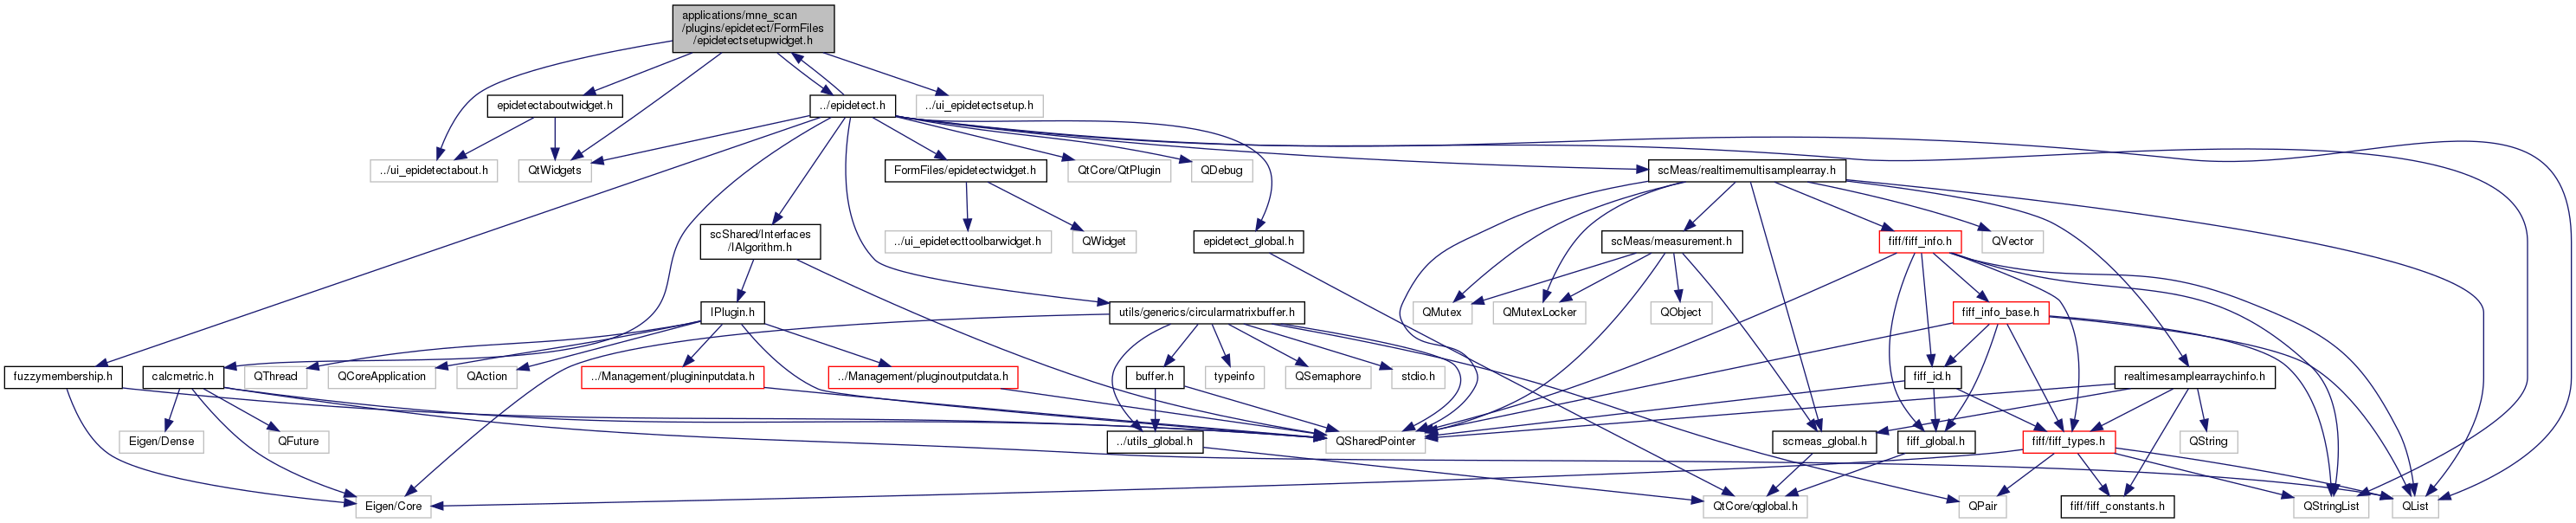 applications/mne_scan
/plugins/epidetect/FormFiles
/epidetectsetupwidget.h
epidetectaboutwidget.h
../epidetect.h
../ui_epidetectsetup.h
../ui_epidetectabout.h
QtWidgets
FormFiles/epidetectwidget.h
QtCore/QtPlugin
QDebug
scMeas/realtimemultisamplearray.h
scShared/Interfaces
/IAlgorithm.h
../ui_epidetecttoolbarwidget.h
QWidget
epidetect_global.h
scMeas/measurement.h
fiff/fiff_info.h
QVector
IPlugin.h
utils/generics/circularmatrixbuffer.h
QMutex
QMutexLocker
QObject
fiff_info_base.h
fuzzymembership.h
calcmetric.h
QThread
QCoreApplication
QAction
../Management/plugininputdata.h
../Management/pluginoutputdata.h
buffer.h
typeinfo
QSemaphore
stdio.h
fiff_id.h
realtimesamplearraychinfo.h
Eigen/Dense
QFuture
../utils_global.h
QSharedPointer
scmeas_global.h
fiff_global.h
fiff/fiff_types.h
QString
Eigen/Core
QtCore/qglobal.h
QPair
fiff/fiff_constants.h
QStringList
QList